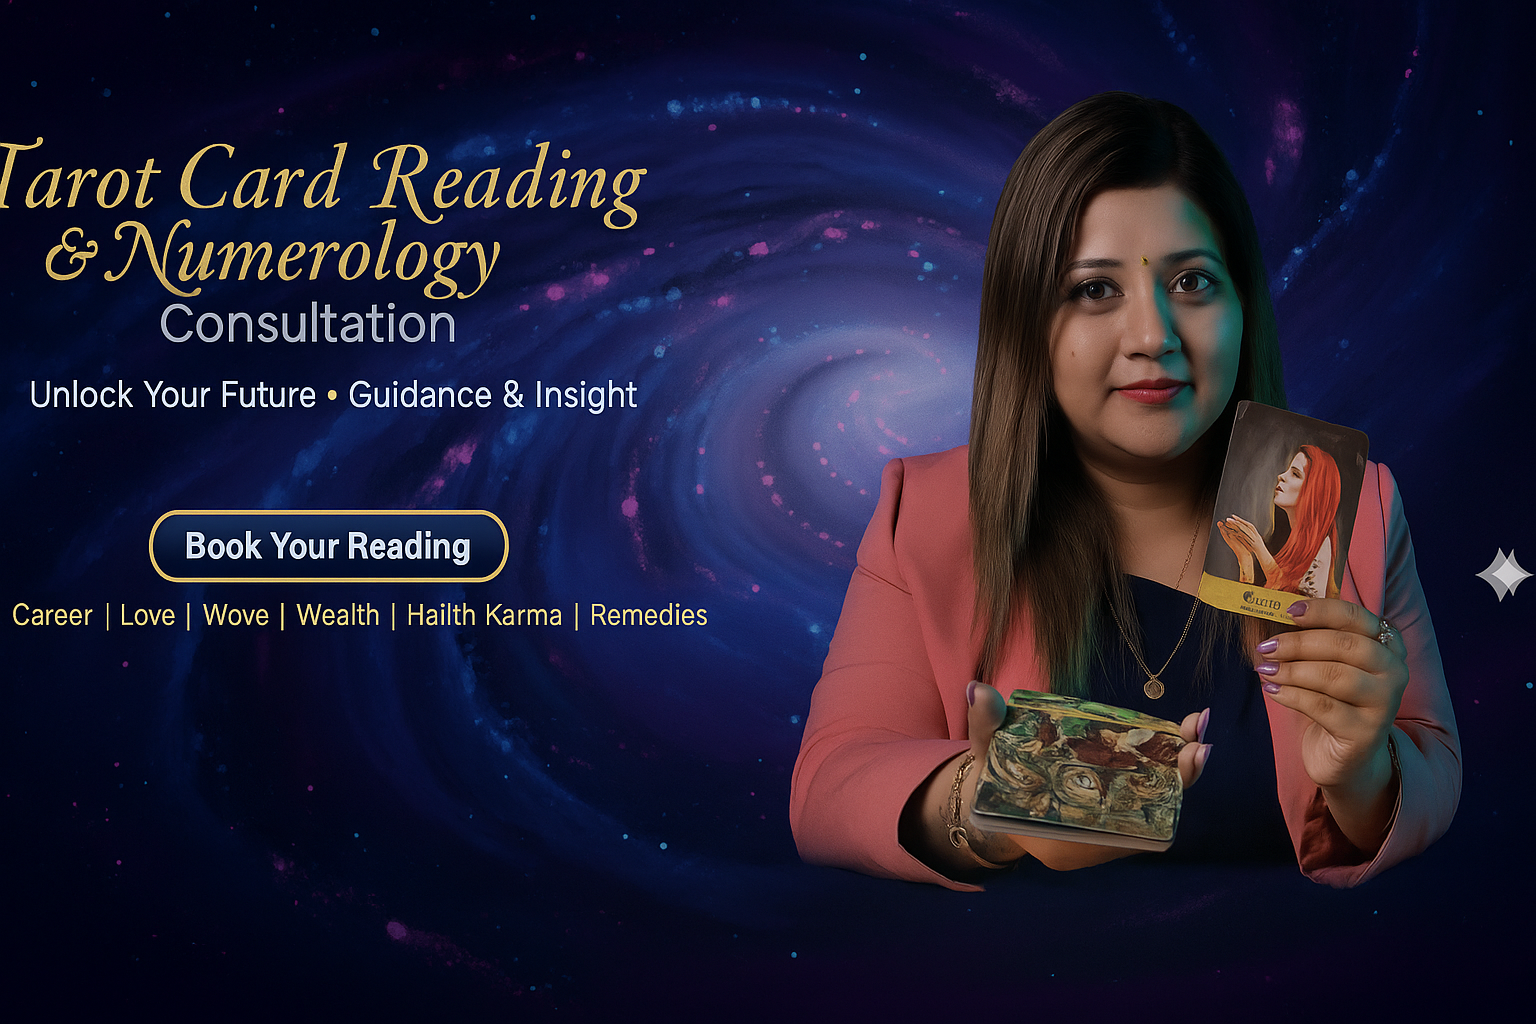 Tarot Card Reading
& Numerology
Consultation
Unlock Your Future • Guidance & Insight
Book Your Reading
Career | Love | Wove | Wealth | Hailth Karma | Remedies